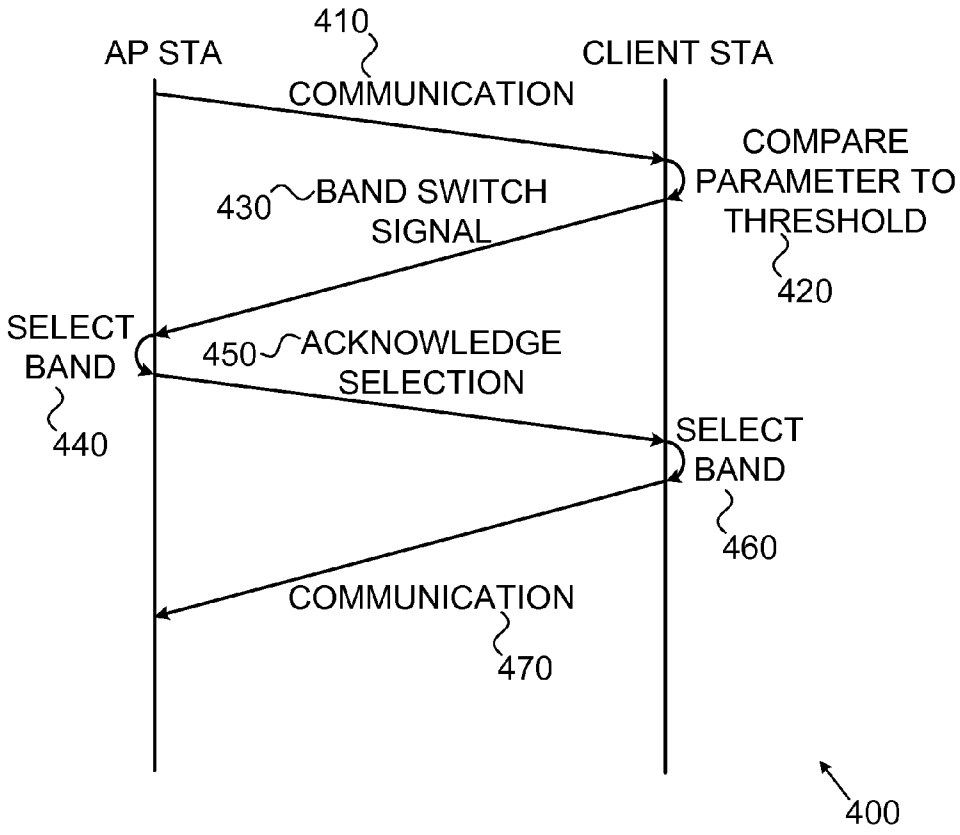 410
AP STA
CLIENT STA
COMMUNICATION
COMPARE
PARAMETER TO
THRESHOLD
420
430
BAND SWITCH
SIGNAL
SELECT
BAND
440
450
ACKNOWLEDGE
SELECTION
SELECT
BAND
460
COMMUNICATION
470
400